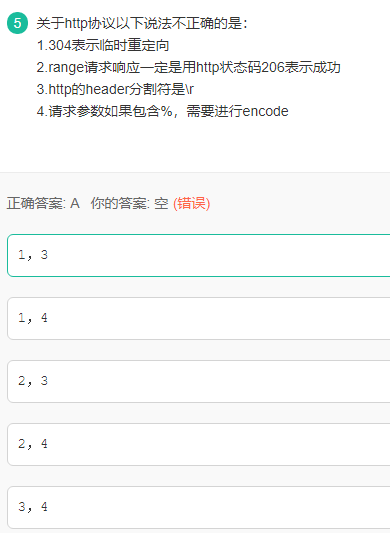 5 关于http协议以下说法不正确的是：
1.304表示临时重定向
2.range请求响应一定是用http状态码206表示成功
3.http的header分割符是\r
4.请求参数如果包含%，需要进行encode
正确答案: A 你的答案: 空 (错误)
1, 3
1, 4
2, 3
2, 4
3, 4